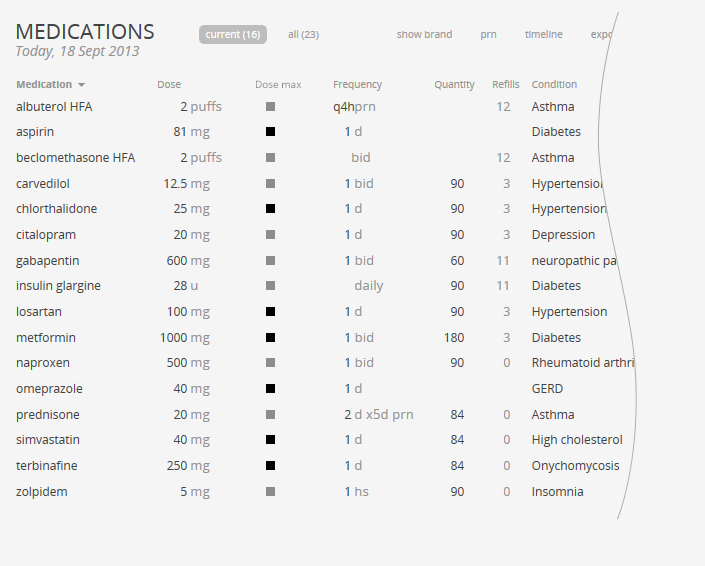 MEDICATIONS current (16) all (23) show brand prn timeline expo
Today, 18 Sept 2013
Medication Dose Dose max Frequency Quantity Refills Condition
albuterol HFA 2 puffs q4hprn 12 Asthma
aspirin 81 mg 1 d Diabetes
beclomethasone HFA 2 puffs bid 12 Asthma
carvedilol 12.5 mg 1 bid 90 3 Hypertension
chlorthalidone 25 mg 1 d 90 3 Hypertension
citalopram 20 mg 1 d 90 3 Depression
gabapentin 600 mg 1 bid 60 11 neuropathic pa
insulin glargine 28 u daily 90 11 Diabetes
losartan 100 mg 1 d 90 3 Hypertension
metformin 1000 mg 1 bid 180 3 Diabetes
naproxen 500 mg 1 bid 90 0 Rheumatoid arthri
omeprazole 40 mg 1 d GERD
prednisone 20 mg 2 d x5d prn 84 0 Asthma
simvastatin 40 mg 1 d 84 0 High cholesterol
terbinafine 250 mg 1 d 84 0 Onychomycosis
zolpidem 5 mg 1 hs 90 0 Insomnia